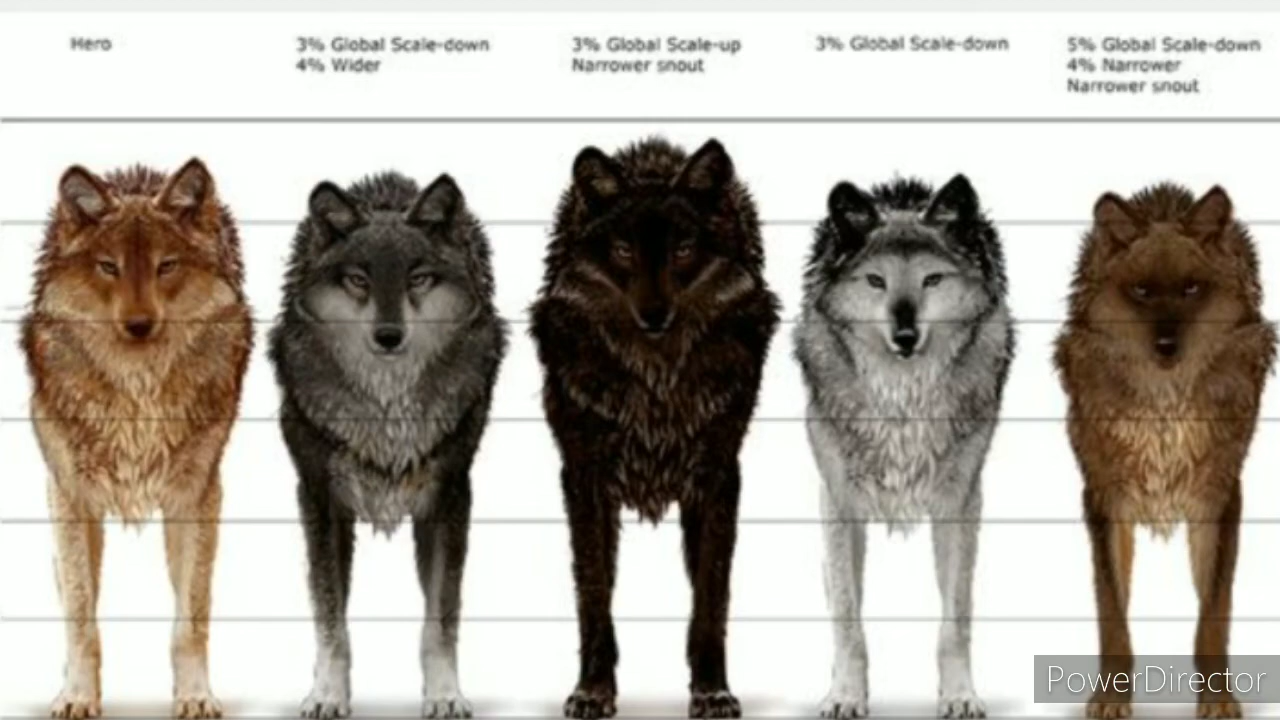 Hero
3% Global Scale-down
4% Wider
3% Global Scale-up
Narrower snout
3% Global Scale-down
5% Global Scale-down
4% Narrower
Narrower snout
PowerDirector